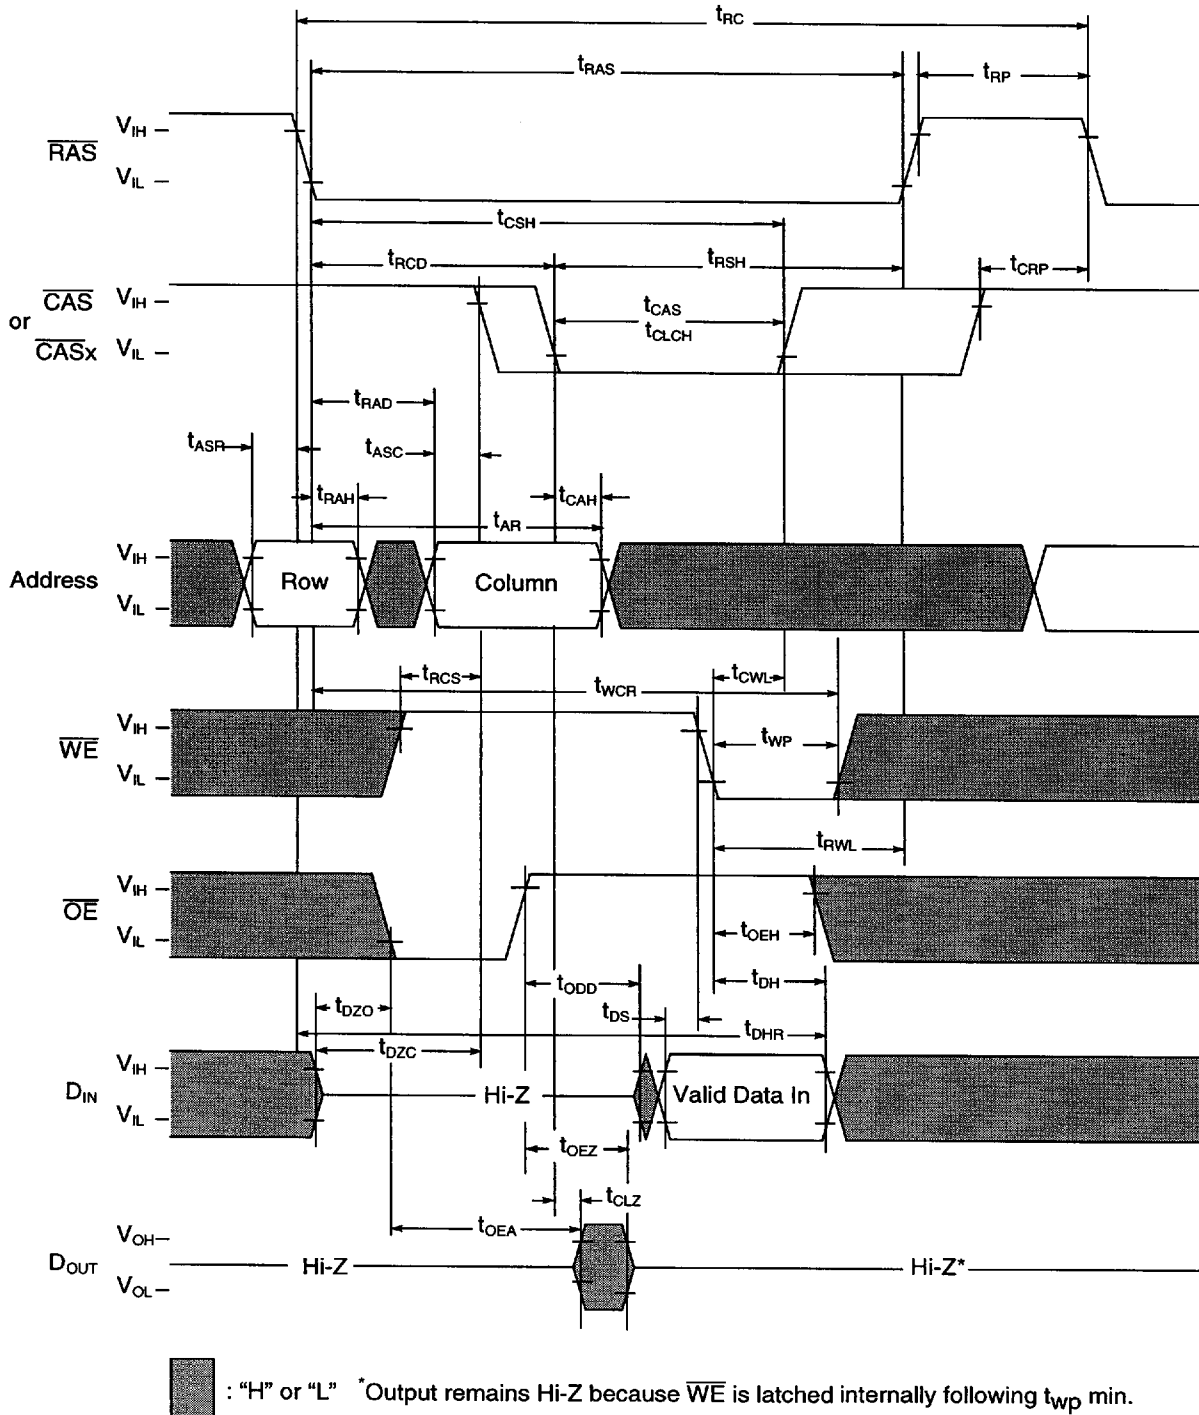 tRC
tRAS
tRP
RAS
VIH
VIL
tCSH
tRCD
tRSH
tCRP
CAS
or
CASx
VIH
VIL
tCAS
tCLCH
tRAD
tASR
tASC
tRAH
tCAH
tAR
Address
VIH
VIL
Row
Column
tRCS
tCWL
tWCR
WE
VIH
VIL
tWP
tRWL
OE
VIH
VIL
tOEH
tODD
tDH
tDZO
tDS
tDHR
tDZC
DIN
VIH
VIL
Hi-Z
Valid Data In
tOEZ
tCLZ
tOEA
DOUT
VOH
VOL
Hi-Z
Hi-Z*
: "H" or "L" *Output remains Hi-Z because WE is latched internally following twp min.